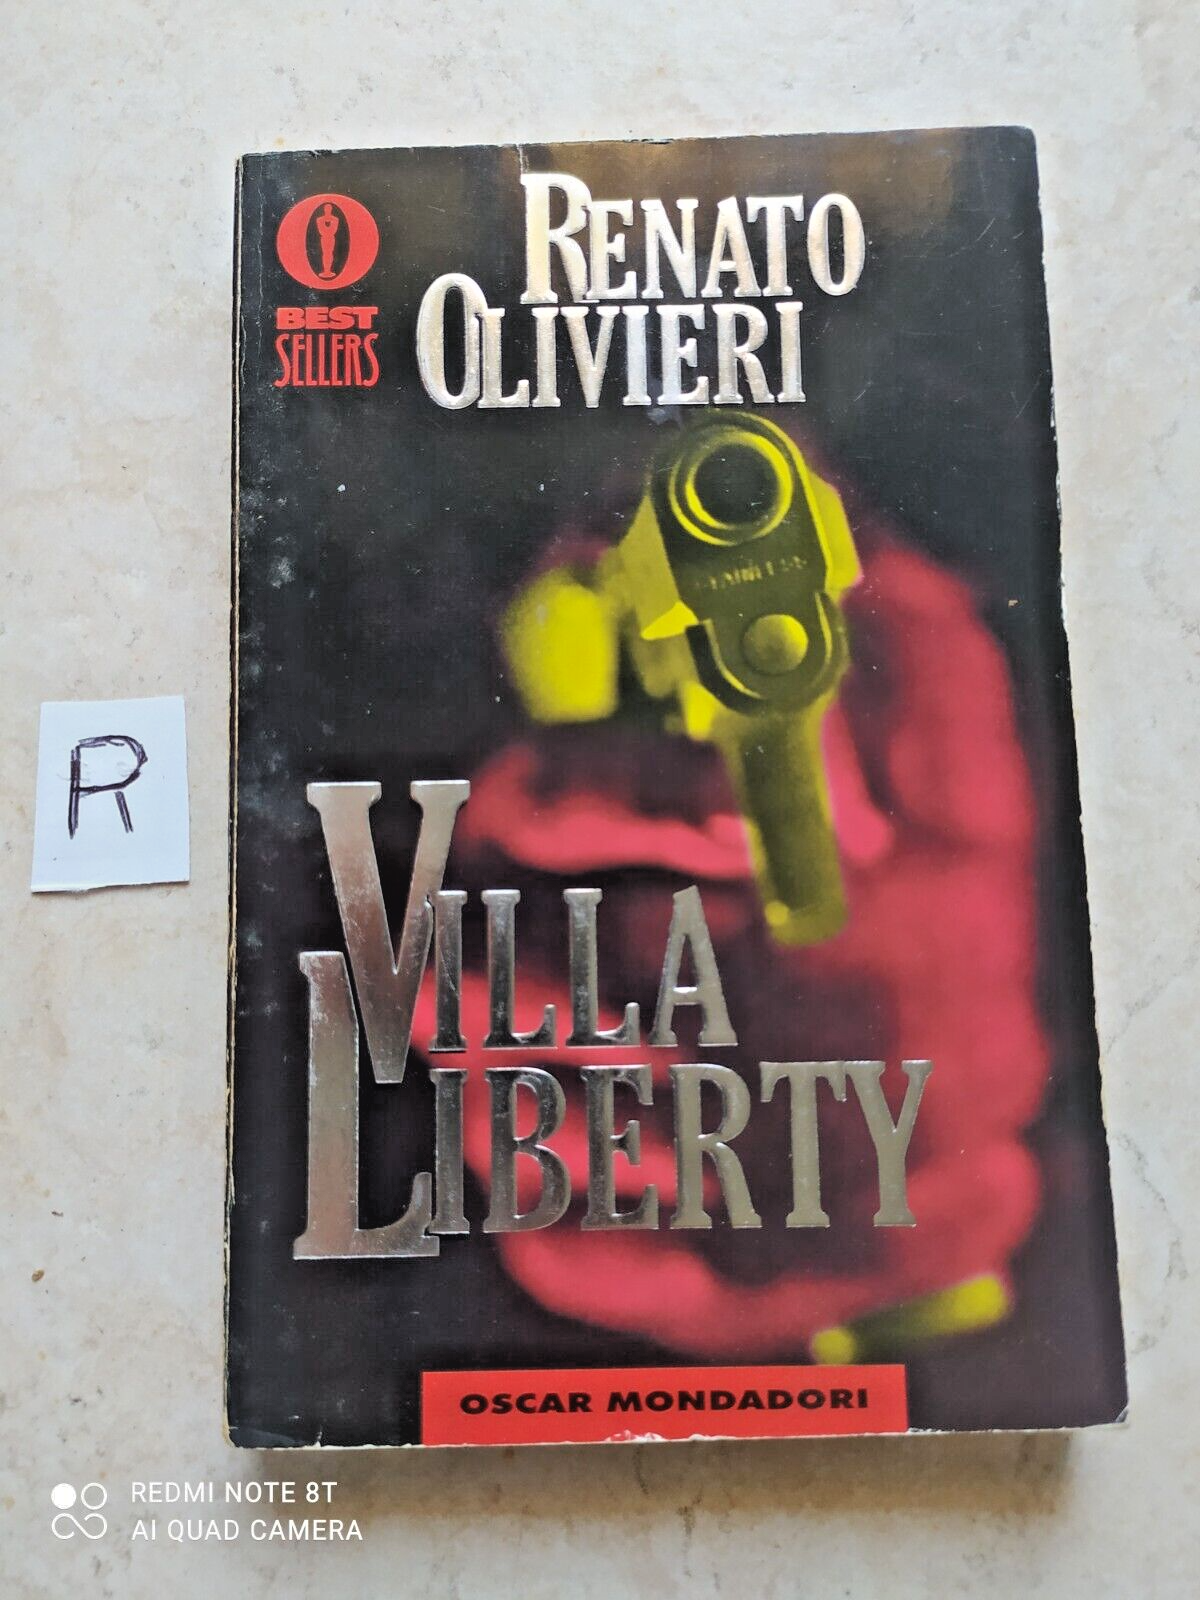 RENATO
OLIVIERI
BEST
SELLERS
R
VILLA
LIBERTY
OSCAR MONDADORI
REDMI NOTE 8T
AI QUAD CAMERA